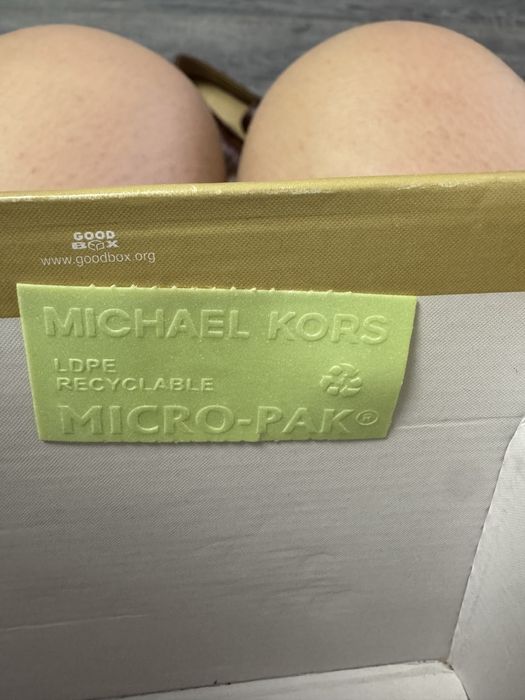 GOOD
BOX
www.goodbox.org
MICHAEL KORS
LDPE
RECYCLABLE
MICRO-PAK®